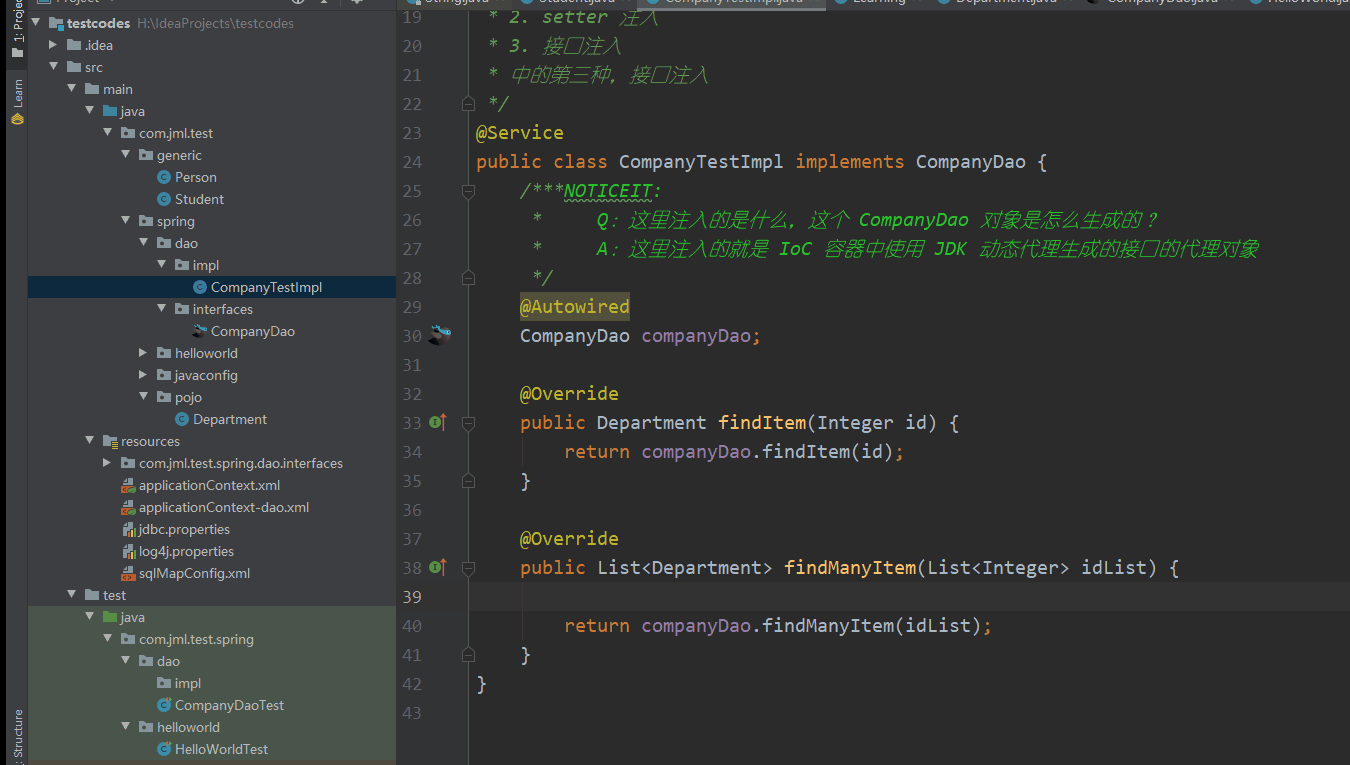 1: Project
Learn
Structure
Project
String.java
Student.java
CompanyTestImpl.java
Learning
Department.java
CompanyDao.java
testcodes H:\IdeaProjects\testcodes
.idea
src
main
java
com.jml.test
generic
Person
Student
spring
dao
impl
CompanyTestImpl
interfaces
CompanyDao
helloworld
javaconfig
pojo
Department
resources
com.jml.test.spring.dao.interfaces
applicationContext.xml
applicationContext-dao.xml
jdbc.properties
log4j.properties
sqlMapConfig.xml
test
java
com.jml.test.spring
dao
impl
CompanyDaoTest
helloworld
HelloWorldTest
19 * 2. setter 注入
20 * 3. 接口注入
21 * 中的第三种, 接口注入
22 */
23 @Service
24 public class CompanyTestImpl implements CompanyDao {
25 /***NOTICEIT:
26 * Q: 这里注入的是什么, 这个 CompanyDao 对象是怎么生成的？
27 * A: 这里注入的就是 IoC 容器中使用 JDK 动态代理生成的接口的代理对象
28 */
29 @Autowired
30 CompanyDao companyDao;
31
32 @Override
33 public Department findItem(Integer id) {
34 return companyDao.findItem(id);
35 }
36
37 @Override
38 public List<Department> findManyItem(List<Integer> idList) {
39
40 return companyDao.findManyItem(idList);
41 }
42 }
43